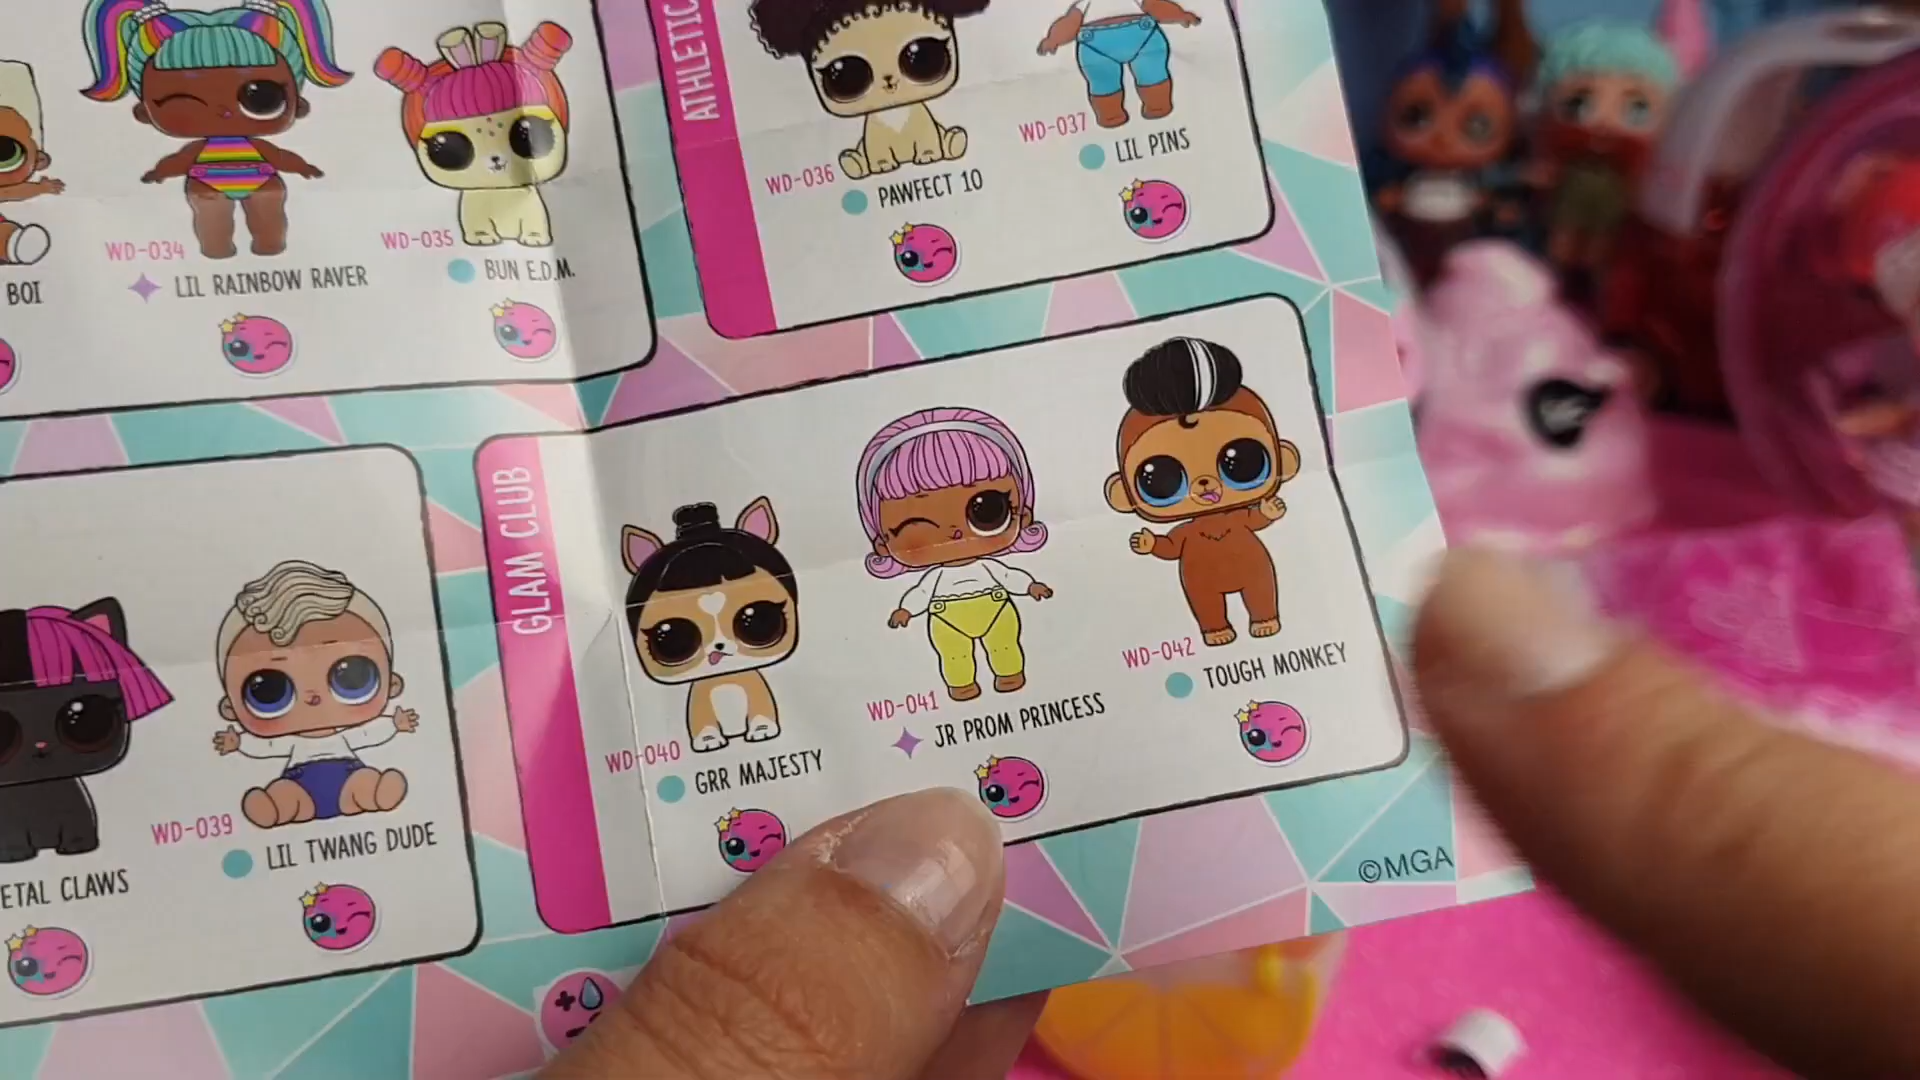 BOI
WD-034
LIL RAINBOW RAVER
WD-035
BUN E.D.M.
ATHLETIC
WD-036
PAWFECT 10
WD-037
LIL PINS
ETAL CLAWS
WD-039
LIL TWANG DUDE
GLAM CLUB
WD-040
GRR MAJESTY
WD-041
JR PROM PRINCESS
WD-042
TOUGH MONKEY
©MGA